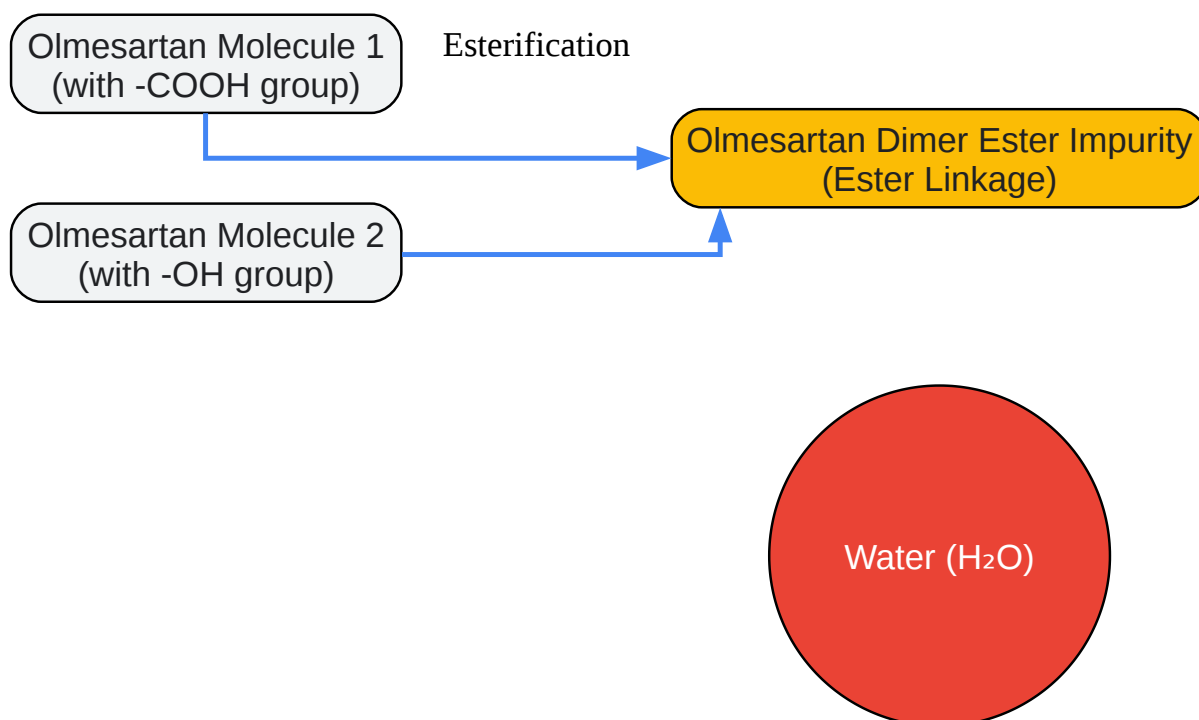 Olmesartan Molecule 1
(with -COOH group)
Esterification
Olmesartan Dimer Ester Impurity
(Ester Linkage)
Olmesartan Molecule 2
(with -OH group)
Water (H₂O)